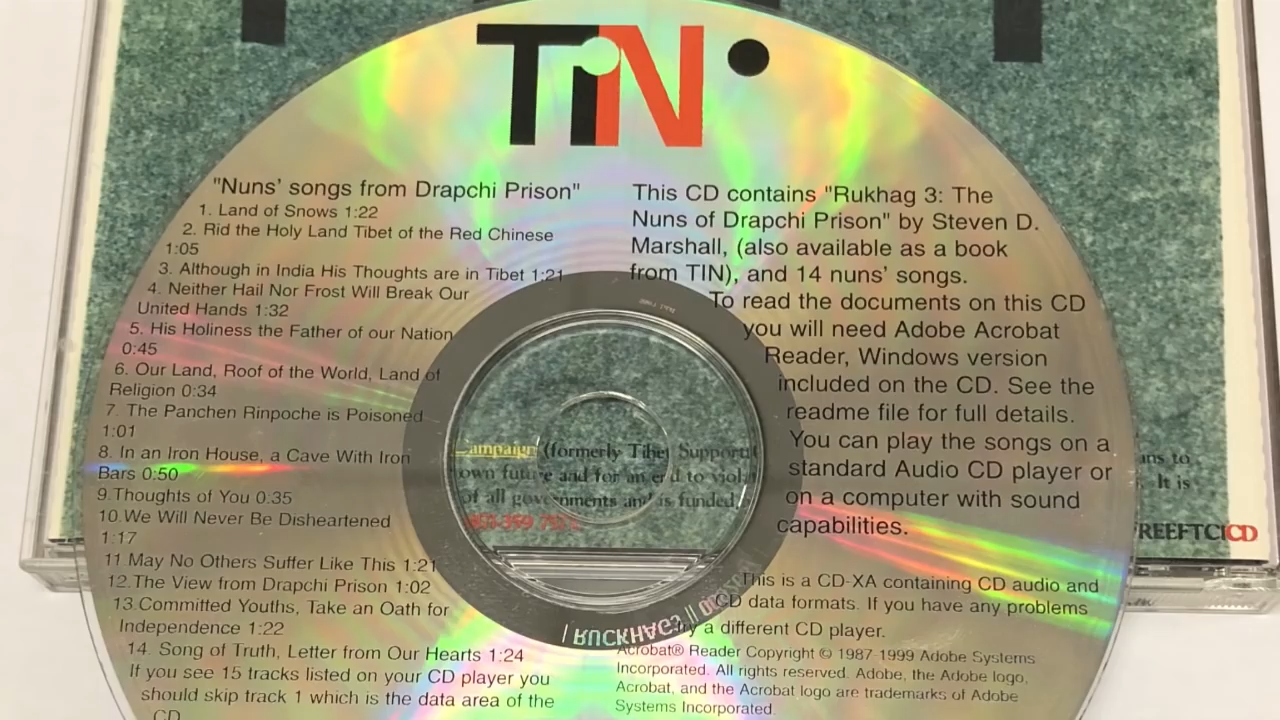 TiN
"Nuns' songs from Drapchi Prison"
1. Land of Snows 1:22
2. Rid the Holy Land Tibet of the Red Chinese
1:05
3. Although in India His Thoughts are in Tibet 1:21
4. Neither Hail Nor Frost Will Break Our
United Hands 1:32
5. His Holiness the Father of our Nation
0:45
6. Our Land, Roof of the World, Land of
Religion 0:34
7. The Panchen Rinpoche is Poisoned
1:01
8. In an Iron House, a Cave With Iron
Bars 0:50
9.Thoughts of You 0:35
10.We Will Never Be Disheartened
1:17
11.May No Others Suffer Like This 1:21
12.The View from Drapchi Prison 1:02
13.Committed Youths, Take an Oath for
Independence 1:22
14. Song of Truth, Letter from Our Hearts 1:24
If you see 15 tracks listed on your CD player you
should skip track 1 which is the data area of the
CD
This CD contains "Rukhag 3: The
Nuns of Drapchi Prison" by Steven D.
Marshall, (also available as a book
from TIN), and 14 nuns' songs.
To read the documents on this CD
you will need Adobe Acrobat
Reader, Windows version
included on the CD. See the
readme file for full details.
You can play the songs on a
standard Audio CD player or
on a computer with sound
capabilities.
This is a CD-XA containing CD audio and
CD data formats. If you have any problems
try a different CD player.
Acrobat® Reader Copyright © 1987-1999 Adobe Systems
Incorporated. All rights reserved. Adobe, the Adobe logo,
Acrobat, and the Acrobat logo are trademarks of Adobe
Systems Incorporated.
Campaign (formerly Tibet Support
own future and for an end to
of all governments and is funded
ans to
It is
REEFTCICD